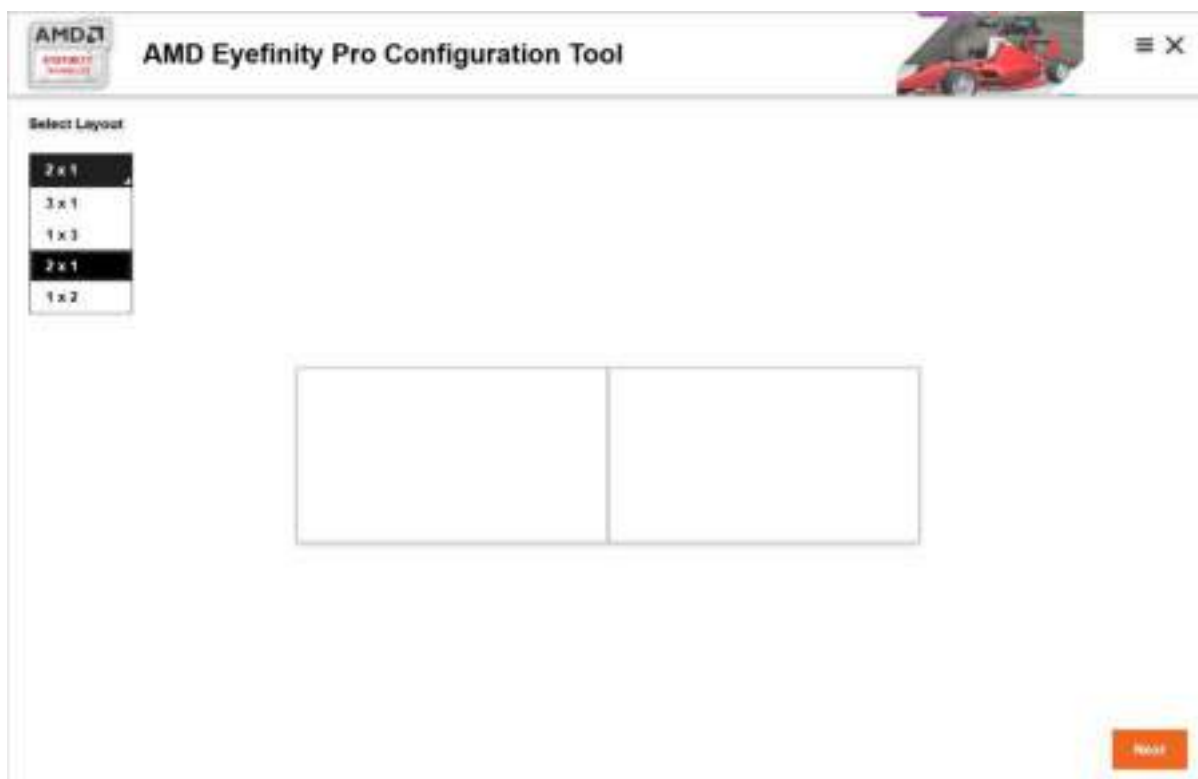 AMD
AMD Eyefinity Pro Configuration Tool
Select Layout
2 x 1
3 x 1
1 x 3
2 x 1
1 x 2
Next